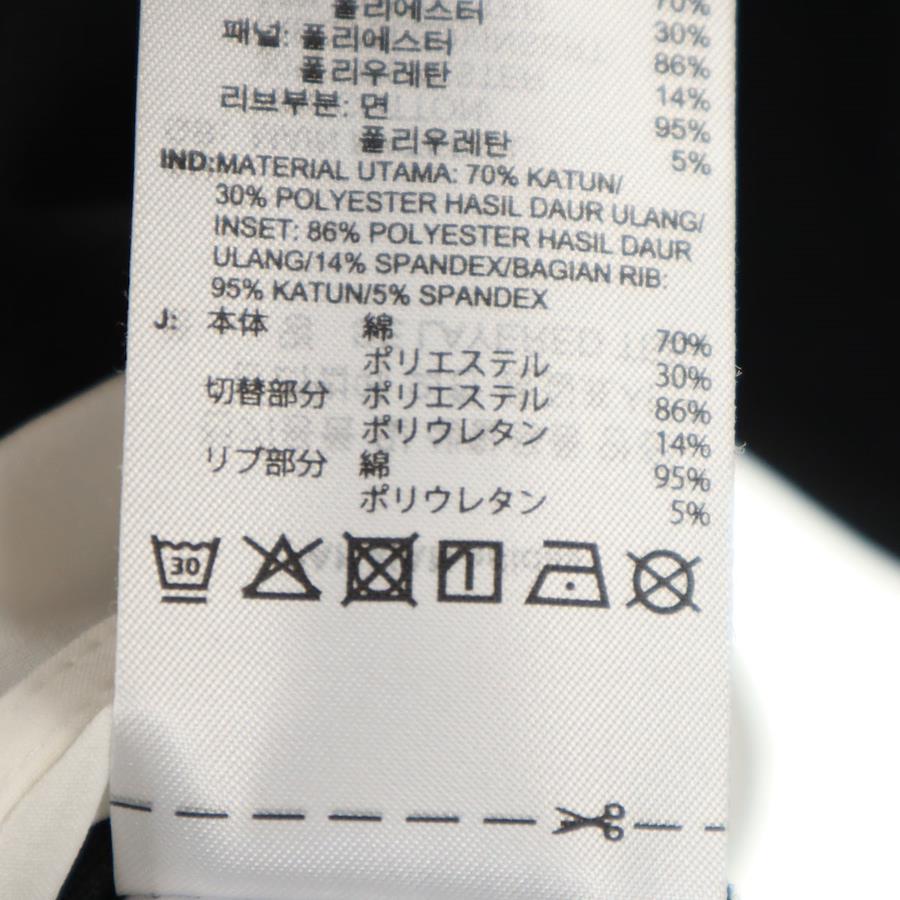 폴리에스터 70%
패널: 폴리에스터 30%
폴리우레탄 86%
리브부분: 면 14%
폴리우레탄 95%
5%
IND:MATERIAL UTAMA: 70% KATUN/
30% POLYESTER HASIL DAUR ULANG/
INSET: 86% POLYESTER HASIL DAUR
ULANG/14% SPANDEX/BAGIAN RIB:
95% KATUN/5% SPANDEX
J: 本体 綿 70%
ポリエステル 30%
切替部分 ポリエステル 86%
ポリウレタン 14%
リブ部分 綿 95%
ポリウレタン 5%
30